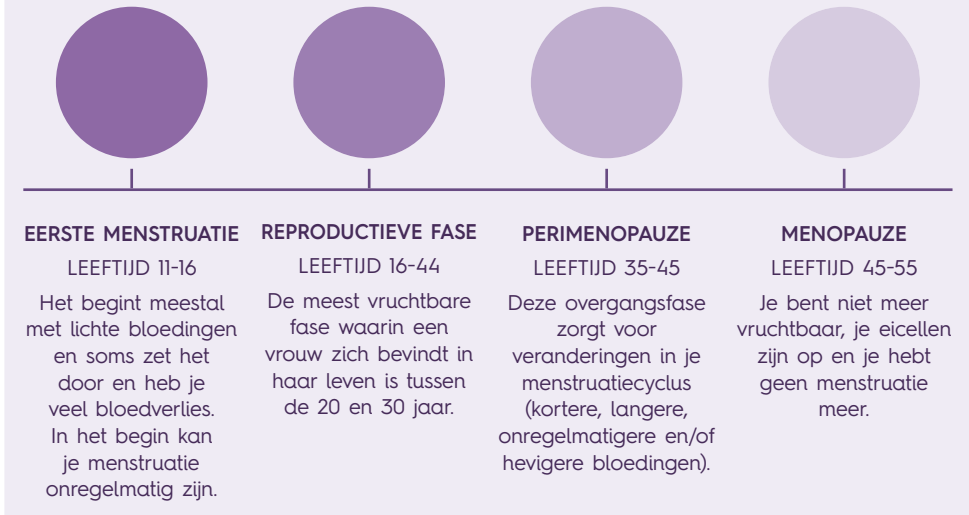 EERSTE MENSTRUATIE
LEEFTIJD 11-16
Het begint meestal
met lichte bloedingen
en soms zet het
door en heb je
veel bloedverlies.
In het begin kan
je menstruatie
onregelmatig zijn.
REPRODUCTIEVE FASE
LEEFTIJD 16-44
De meest vruchtbare
fase waarin een
vrouw zich bevindt in
haar leven is tussen
de 20 en 30 jaar.
PERIMENOPAUZE
LEEFTIJD 35-45
Deze overgangsfase
zorgt voor
veranderingen in je
menstruatiecyclus
(kortere, langere,
onregelmatigere en/of
hevigere bloedingen).
MENOPAUZE
LEEFTIJD 45-55
Je bent niet meer
vruchtbaar, je eicellen
zijn op en je hebt
geen menstruatie
meer.